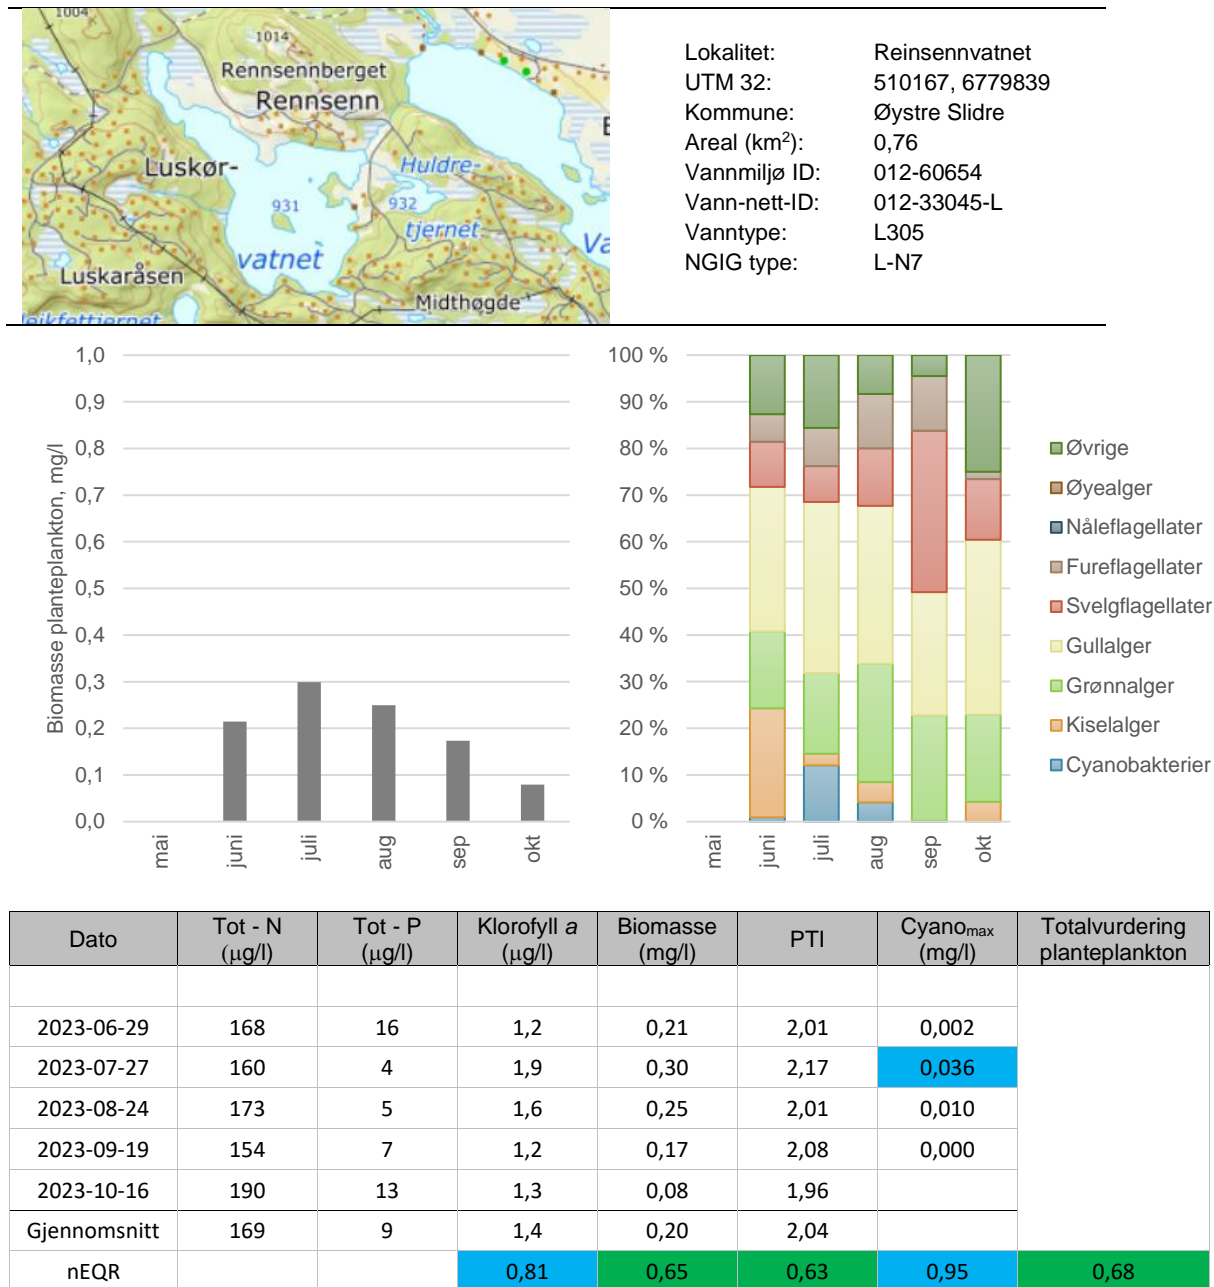 1004
1014
Rennsennberget
Rennsenn
Luskør-
Huldre-
931
932
tjernet
vatnet
Va
Luskaråsen
Midthøgde
Lokalitet: Reinsennvatnet
UTM 32: 510167, 6779839
Kommune: Øystre Slidre
Areal (km²): 0,76
Vannmiljø ID: 012-60654
Vann-nett-ID: 012-33045-L
Vanntype: L305
NGIG type: L-N7
Biomasse planteplankton, mg/l
1,0
0,9
0,8
0,7
0,6
0,5
0,4
0,3
0,2
0,1
0,0
mai juni juli aug sep okt
100 %
90 %
80 %
70 %
60 %
50 %
40 %
30 %
20 %
10 %
0 %
mai juni juli aug sep okt
Øvrige
Øyealger
Nåleflagellater
Fureflagellater
Svelgflagellater
Gullalger
Grønnalger
Kiselalger
Cyanobakterier
Dato Tot - N (µg/l) Tot - P (µg/l) Klorofyll a (µg/l) Biomasse (mg/l) PTI Cyanomax (mg/l) Totalvurdering planteplankton
2023-06-29 168 16 1,2 0,21 2,01 0,002
2023-07-27 160 4 1,9 0,30 2,17 0,036
2023-08-24 173 5 1,6 0,25 2,01 0,010
2023-09-19 154 7 1,2 0,17 2,08 0,000
2023-10-16 190 13 1,3 0,08 1,96
Gjennomsnitt 169 9 1,4 0,20 2,04
nEQR 0,81 0,65 0,63 0,95 0,68